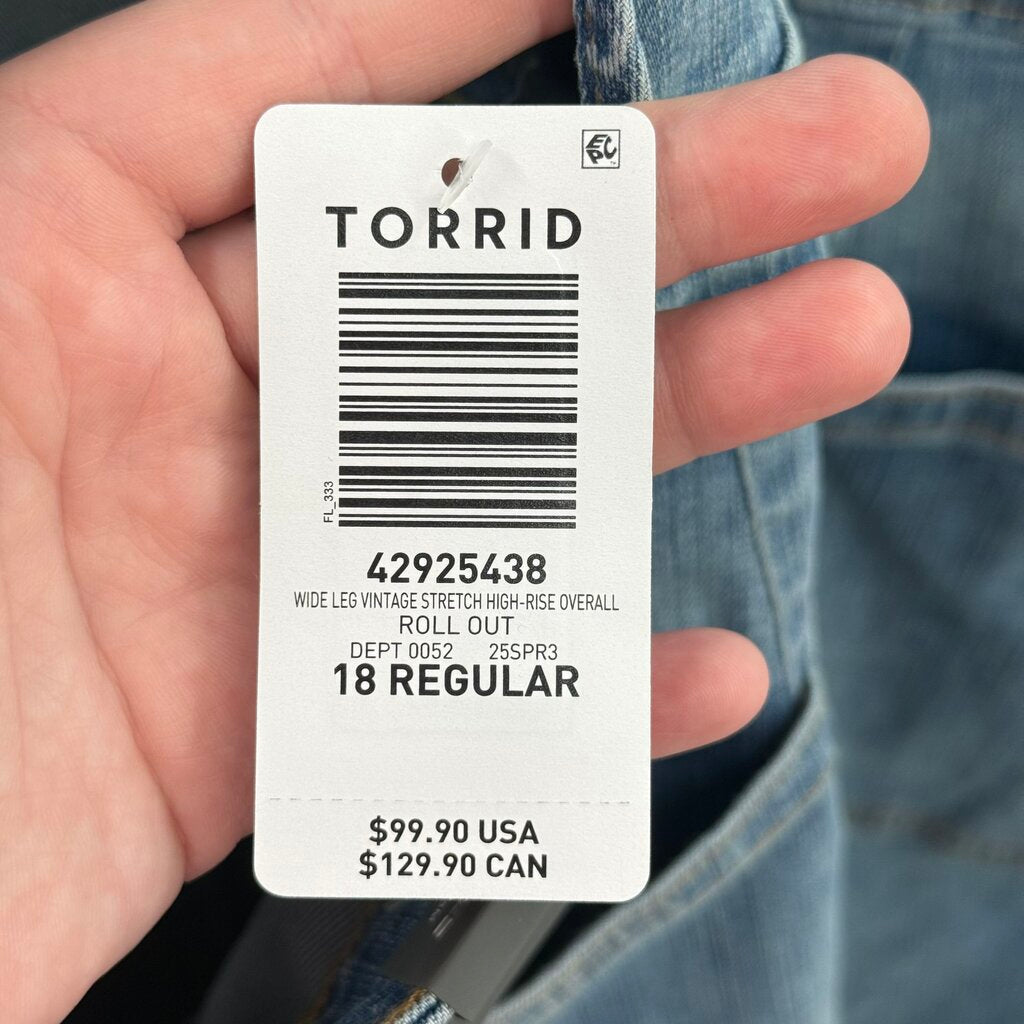 EPC
TORRID
FL_333
42925438
WIDE LEG VINTAGE STRETCH HIGH-RISE OVERALL
ROLL OUT
DEPT 0052 25SPR3
18 REGULAR
$99.90 USA
$129.90 CAN